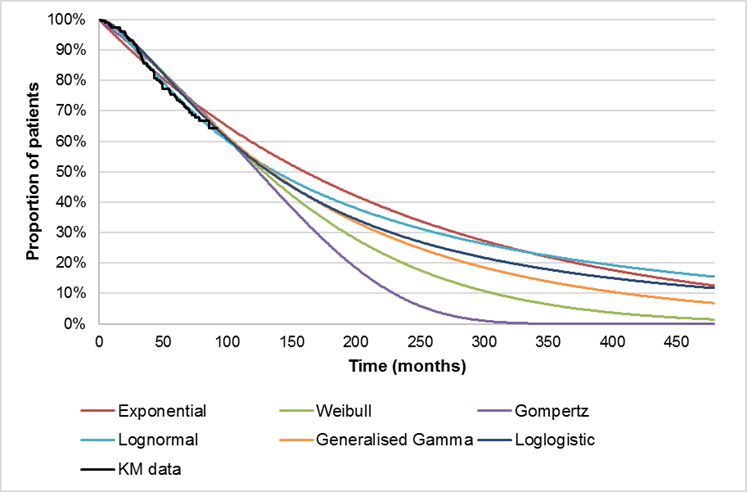 100%
90%
80%
70%
60%
50%
40%
30%
20%
10%
0%
Proportion of patients
0 50 100 150 200 250 300 350 400 450
Time (months)
Exponential Weibull Gompertz
Lognormal Generalised Gamma Loglogistic
KM data